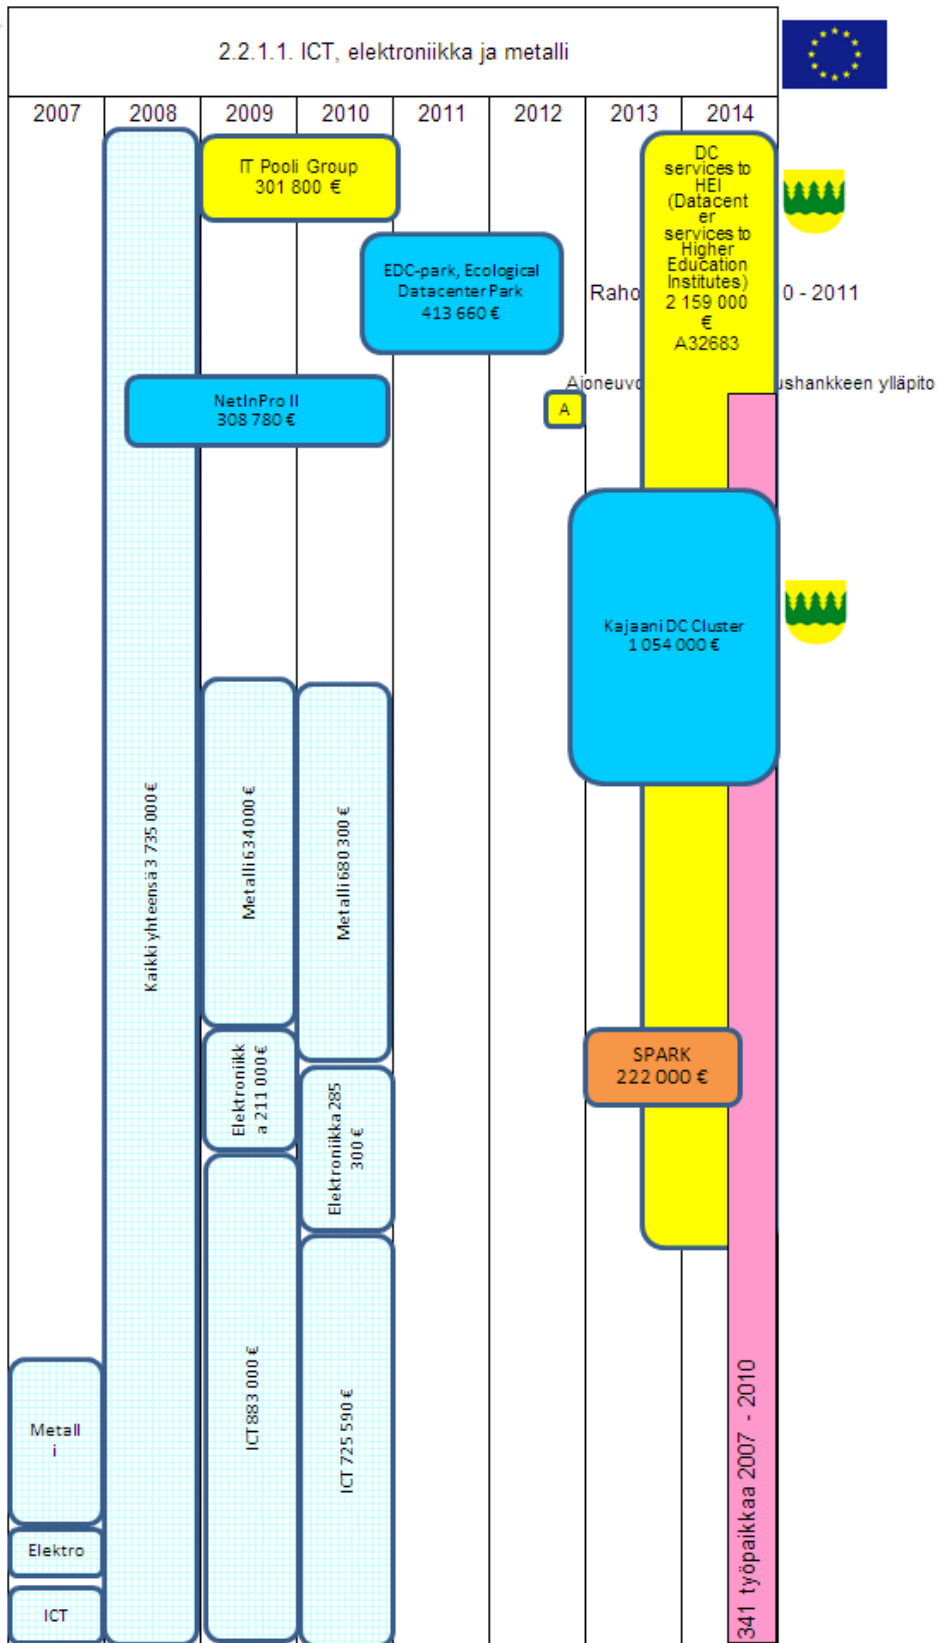 2.2.1.1. ICT, elektroniikka ja metalli
2007 2008 2009 2010 2011 2012 2013 2014
IT Pooli Group
301 800 €
DC
services to
HEI
(Datacent
er
services to
Higher
Education
Institutes)
2 159 000
€
A32683
EDC-park, Ecological
Datacenter Park
413 660 €
Raho 0 - 2011
Ajoneuvo ushankkeen ylläpito
NetInPro II
308 780 €
A
Kajaani DC Cluster
1 054 000 €
Kaikki yhteensä 3 735 000 €
Metalli 634 000 €
Metalli 680 300 €
Elektroniikk
a 211 000 €
Elektroniikka 285
300 €
SPARK
222 000 €
ICT 883 000 €
ICT 725 590 €
341 työpaikkaa 2007 - 2010
Metall
i
Elektro
ICT